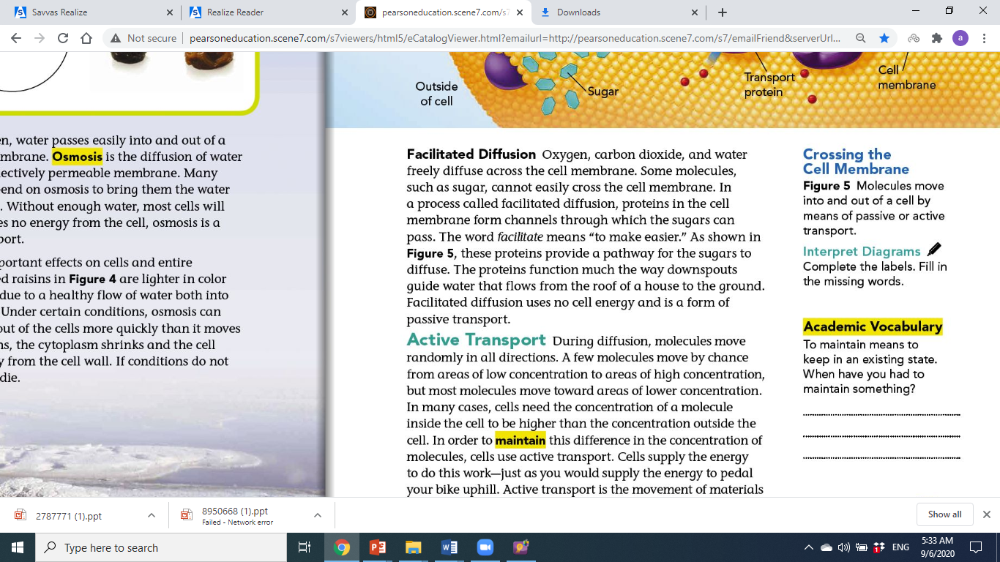 Savvas Realize
Realize Reader
pearsoneducation.scene7.com/s7
Downloads
Not secure
pearsoneducation.scene7.com/s7viewers/html5/eCatalogViewer.html?emailurl=http://pearsoneducation.scene7.com/s7/emailFriend&serverUrl...
a
en, water passes easily into and out of a
mbrane. Osmosis is the diffusion of water
lectively permeable membrane. Many
end on osmosis to bring them the water
. Without enough water, most cells will
es no energy from the cell, osmosis is a
port.
portant effects on cells and entire
ed raisins in Figure 4 are lighter in color
due to a healthy flow of water both into
Under certain conditions, osmosis can
out of the cells more quickly than it moves
ns, the cytoplasm shrinks and the cell
y from the cell wall. If conditions do not
die.
Outside
of cell
Sugar
Transport
protein
Cell
membrane
Facilitated Diffusion Oxygen, carbon dioxide, and water
freely diffuse across the cell membrane. Some molecules,
such as sugar, cannot easily cross the cell membrane. In
a process called facilitated diffusion, proteins in the cell
membrane form channels through which the sugars can
pass. The word facilitate means “to make easier.” As shown in
Figure 5, these proteins provide a pathway for the sugars to
diffuse. The proteins function much the way downspouts
guide water that flows from the roof of a house to the ground.
Facilitated diffusion uses no cell energy and is a form of
passive transport.
Active Transport During diffusion, molecules move
randomly in all directions. A few molecules move by chance
from areas of low concentration to areas of high concentration,
but most molecules move toward areas of lower concentration.
In many cases, cells need the concentration of a molecule
inside the cell to be higher than the concentration outside the
cell. In order to maintain this difference in the concentration of
molecules, cells use active transport. Cells supply the energy
to do this work—just as you would supply the energy to pedal
your bike uphill. Active transport is the movement of materials
Crossing the
Cell Membrane
Figure 5 Molecules move
into and out of a cell by
means of passive or active
transport.
Interpret Diagrams
Complete the labels. Fill in
the missing words.
Academic Vocabulary
To maintain means to
keep in an existing state.
When have you had to
maintain something?
2787771 (1).ppt
8950668 (1).ppt
Failed - Network error
Show all
Type here to search
ENG
5:33 AM
9/6/2020